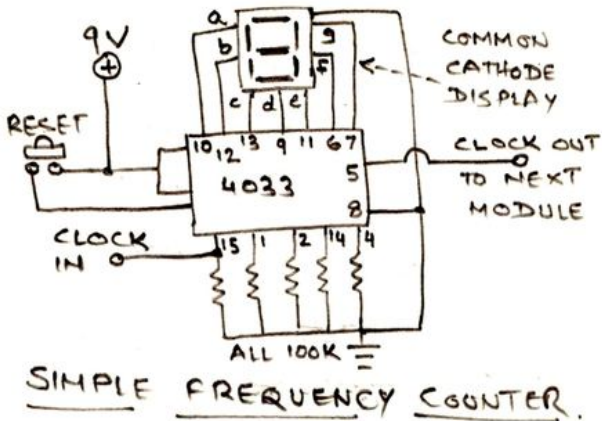 9V
RESET
a
b
c d e
g
f
COMMON
CATHODE
DISPLAY
10 12 13 9 11 6 7
4033
5
8
CLOCK OUT
TO NEXT
MODULE
CLOCK
IN
15 1 2 14 4
ALL 100K
SIMPLE FREQUENCY COUNTER.